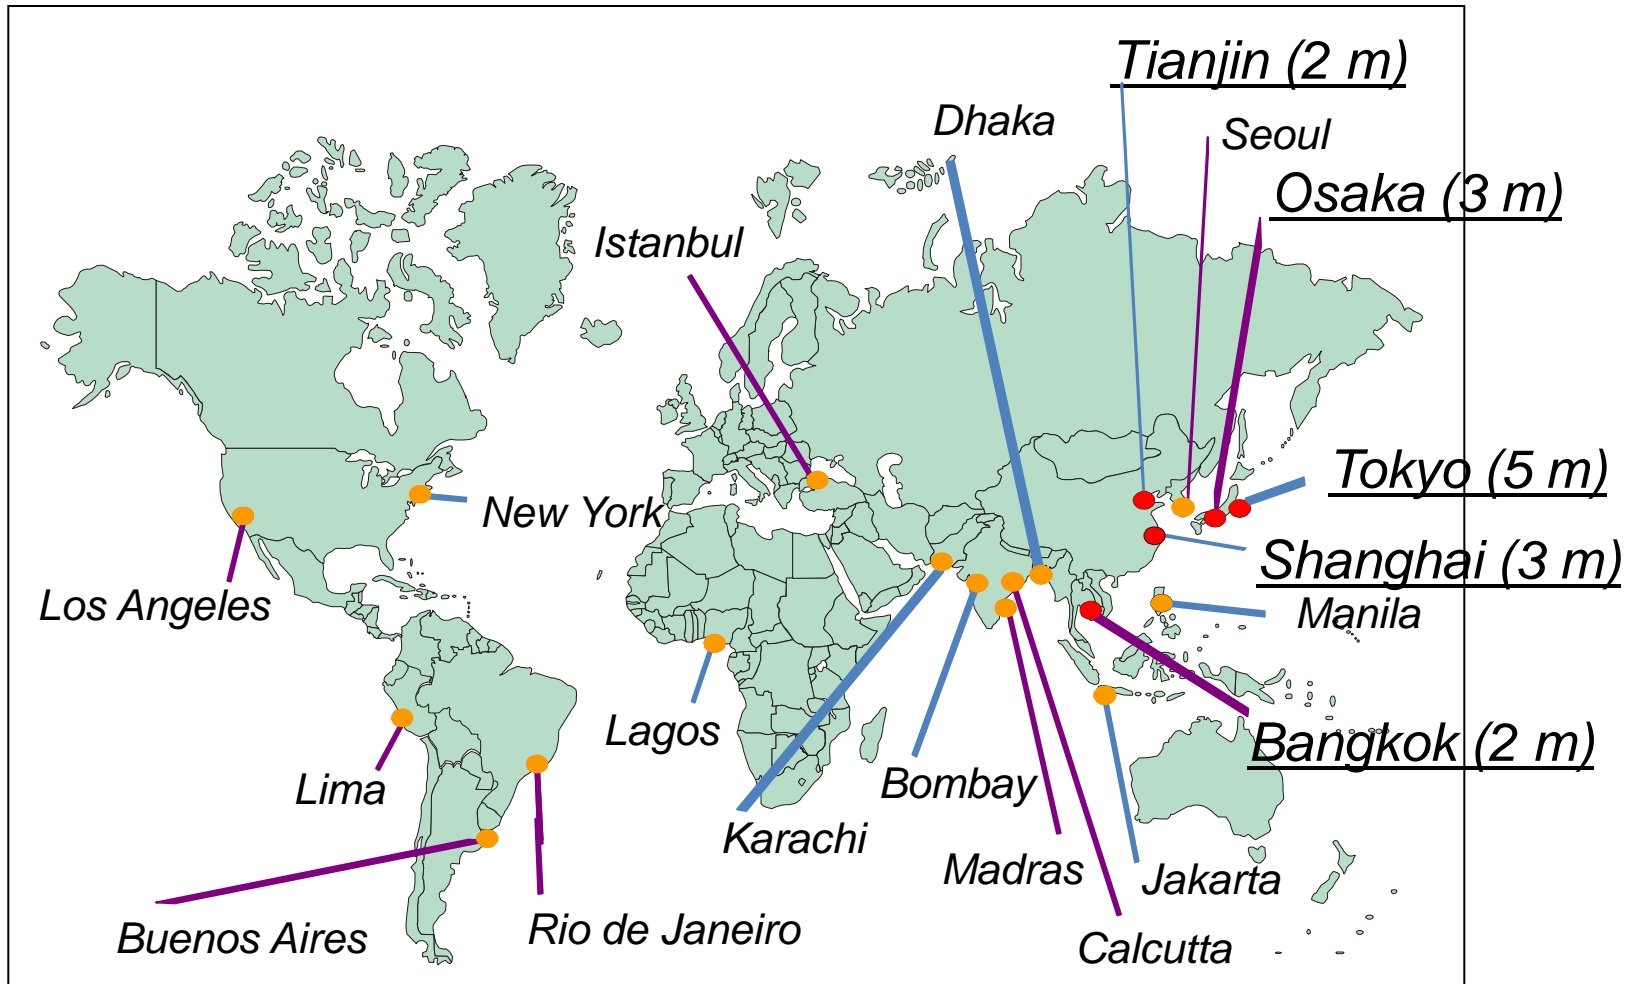 Tianjin (2 m)
Dhaka
Seoul
Osaka (3 m)
Istanbul
Tokyo (5 m)
New York
Shanghai (3 m)
Los Angeles
Manila
Lagos
Bangkok (2 m)
Lima
Bombay
Karachi
Madras
Jakarta
Buenos Aires
Rio de Janeiro
Calcutta